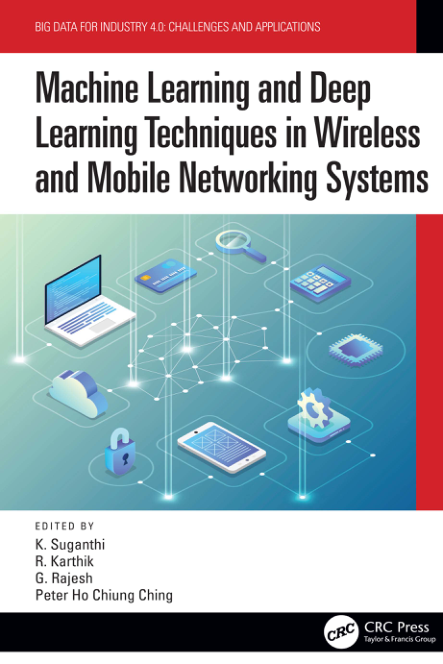 BIG DATA FOR INDUSTRY 4.0: CHALLENGES AND APPLICATIONS
Machine Learning and Deep
Learning Techniques in Wireless
and Mobile Networking Systems
EDITED BY
K. Suganthi
R. Karthik
G. Rajesh
Peter Ho Chiung Ching
CRC
CRC Press
Taylor & Francis Group